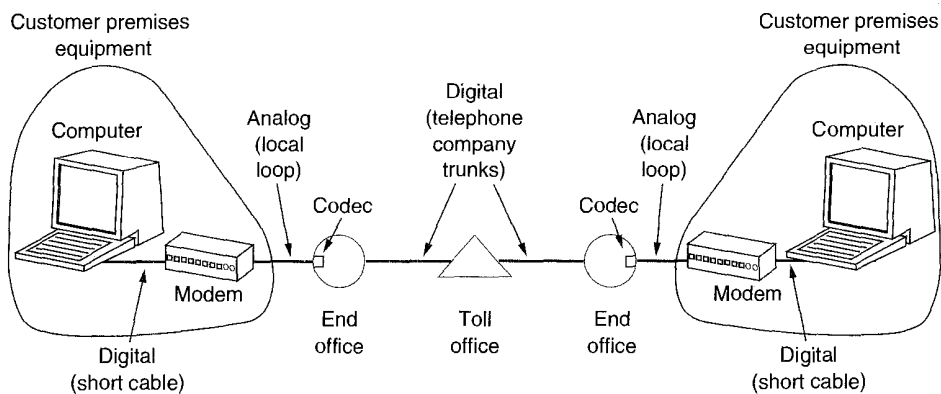 Customer premises
equipment
Computer
Modem
Digital
(short cable)
Analog
(local
loop)
Codec
End
office
Digital
(telephone
company
trunks)
Toll
office
Analog
(local
loop)
Codec
End
office
Customer premises
equipment
Computer
Modem
Digital
(short cable)